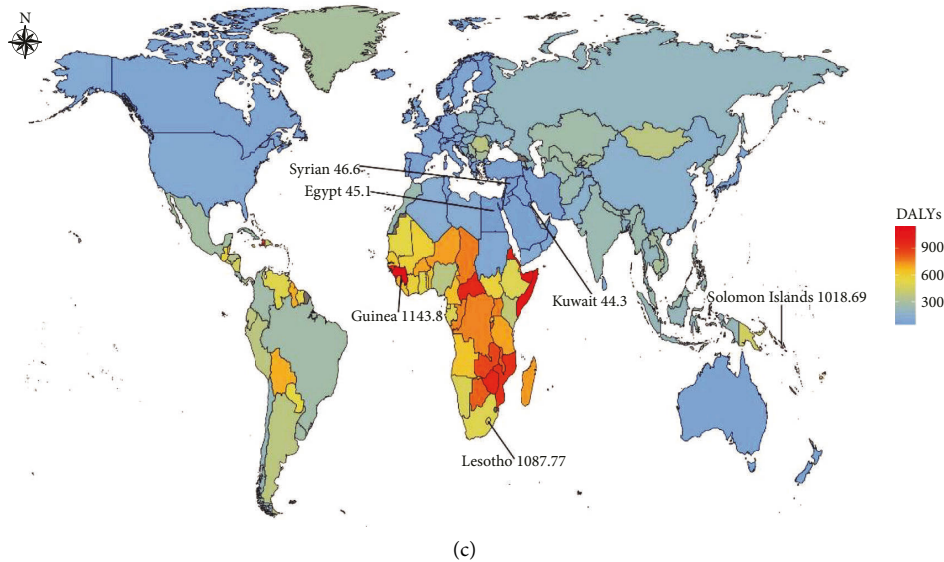 N
Syrian 46.6
Egypt 45.1
DALYs
900
600
300
Kuwait 44.3
Solomon Islands 1018.69
Guinea 1143.8
Lesotho 1087.77
(c)